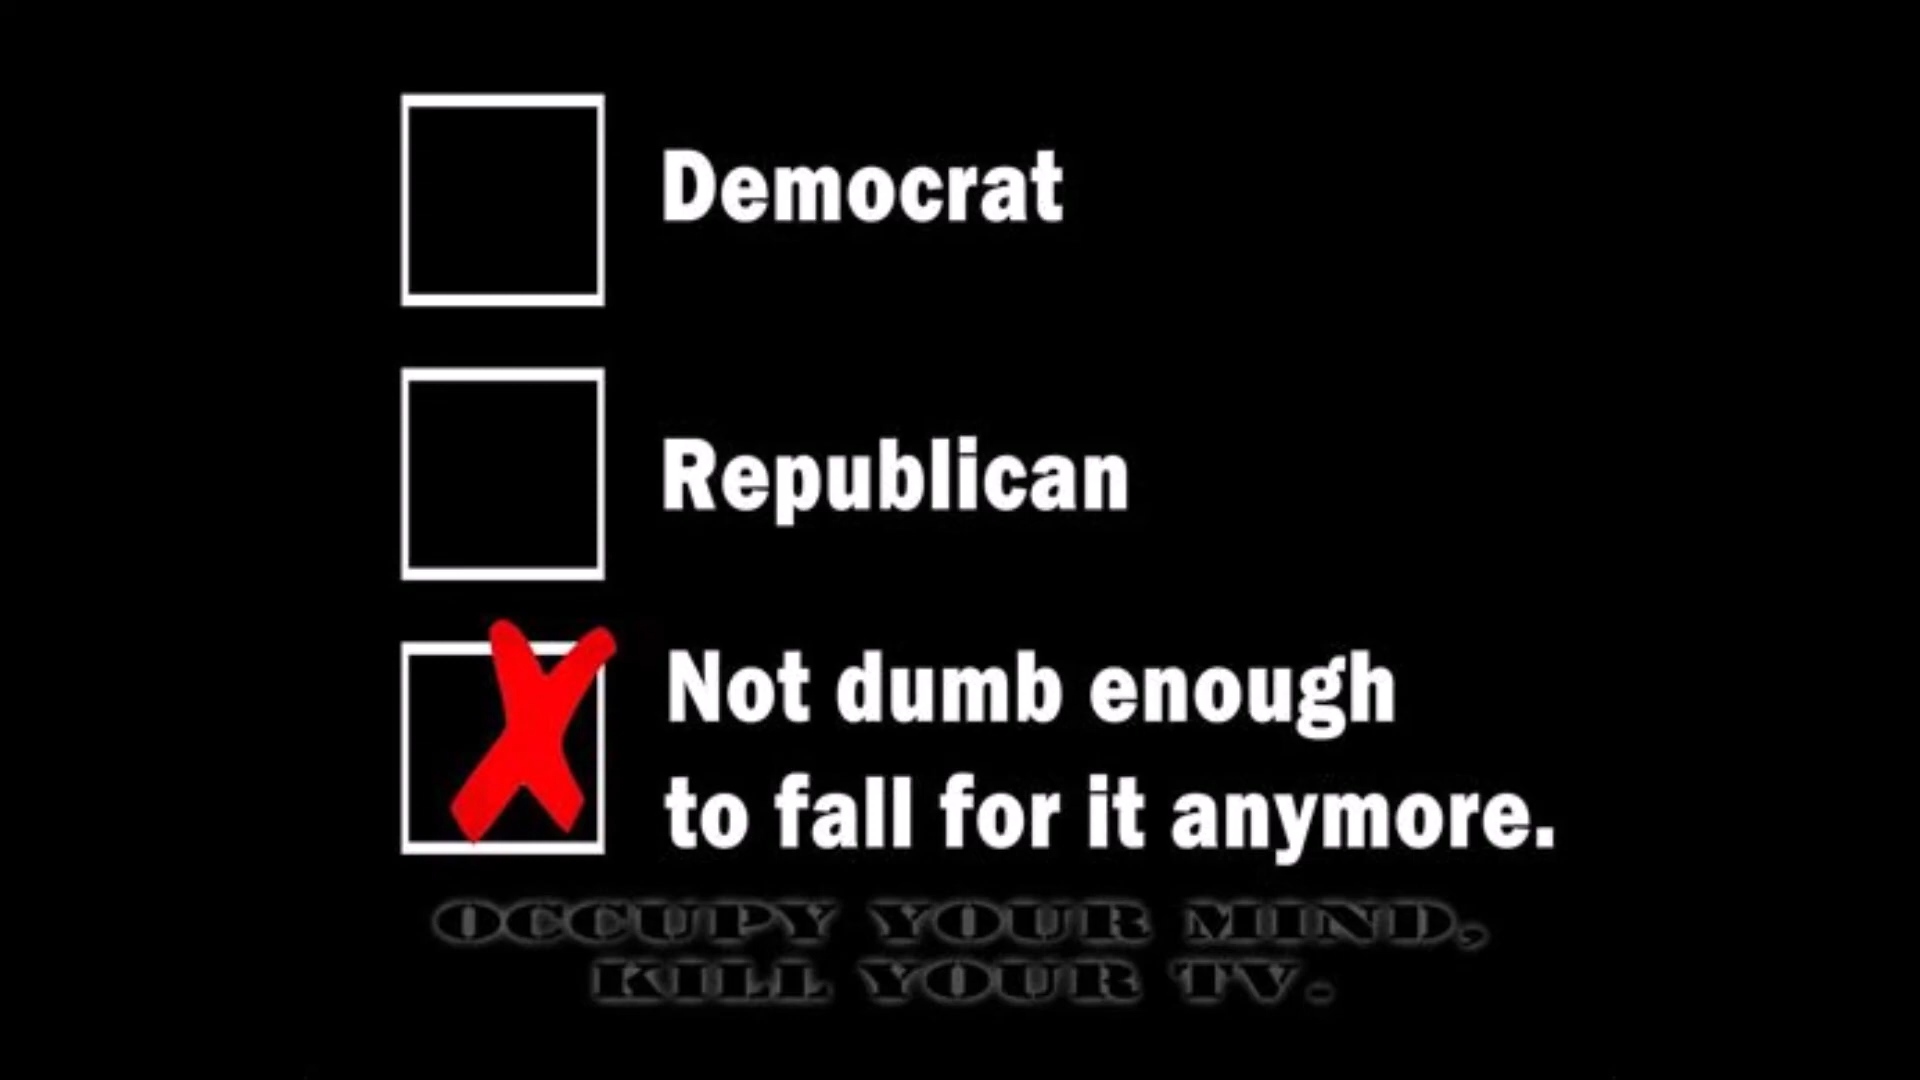 Democrat
Republican
Not dumb enough
to fall for it anymore.
OCCUPY YOUR MIND,
KILL YOUR TV.